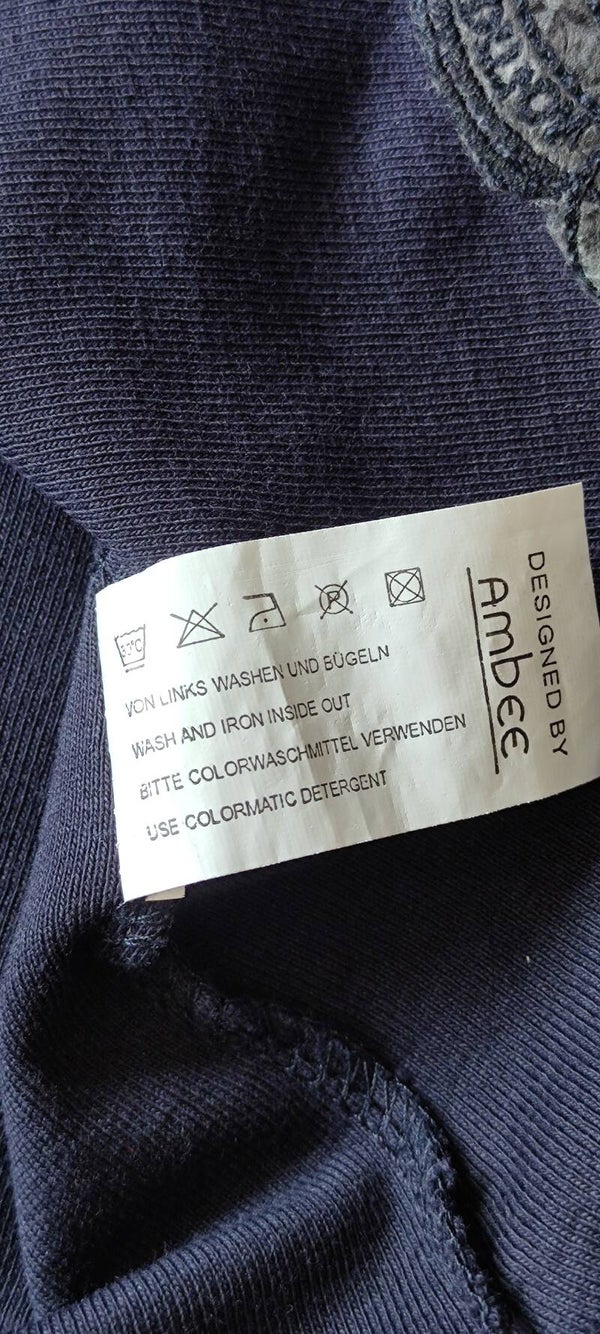 VON LINKS WASHEN UND BÜGELN
WASH AND IRON INSIDE OUT
BITTE COLORWASCHMITTEL VERWENDEN
USE COLORMATIC DETERGENT
DESIGNED BY
AmbEE
P